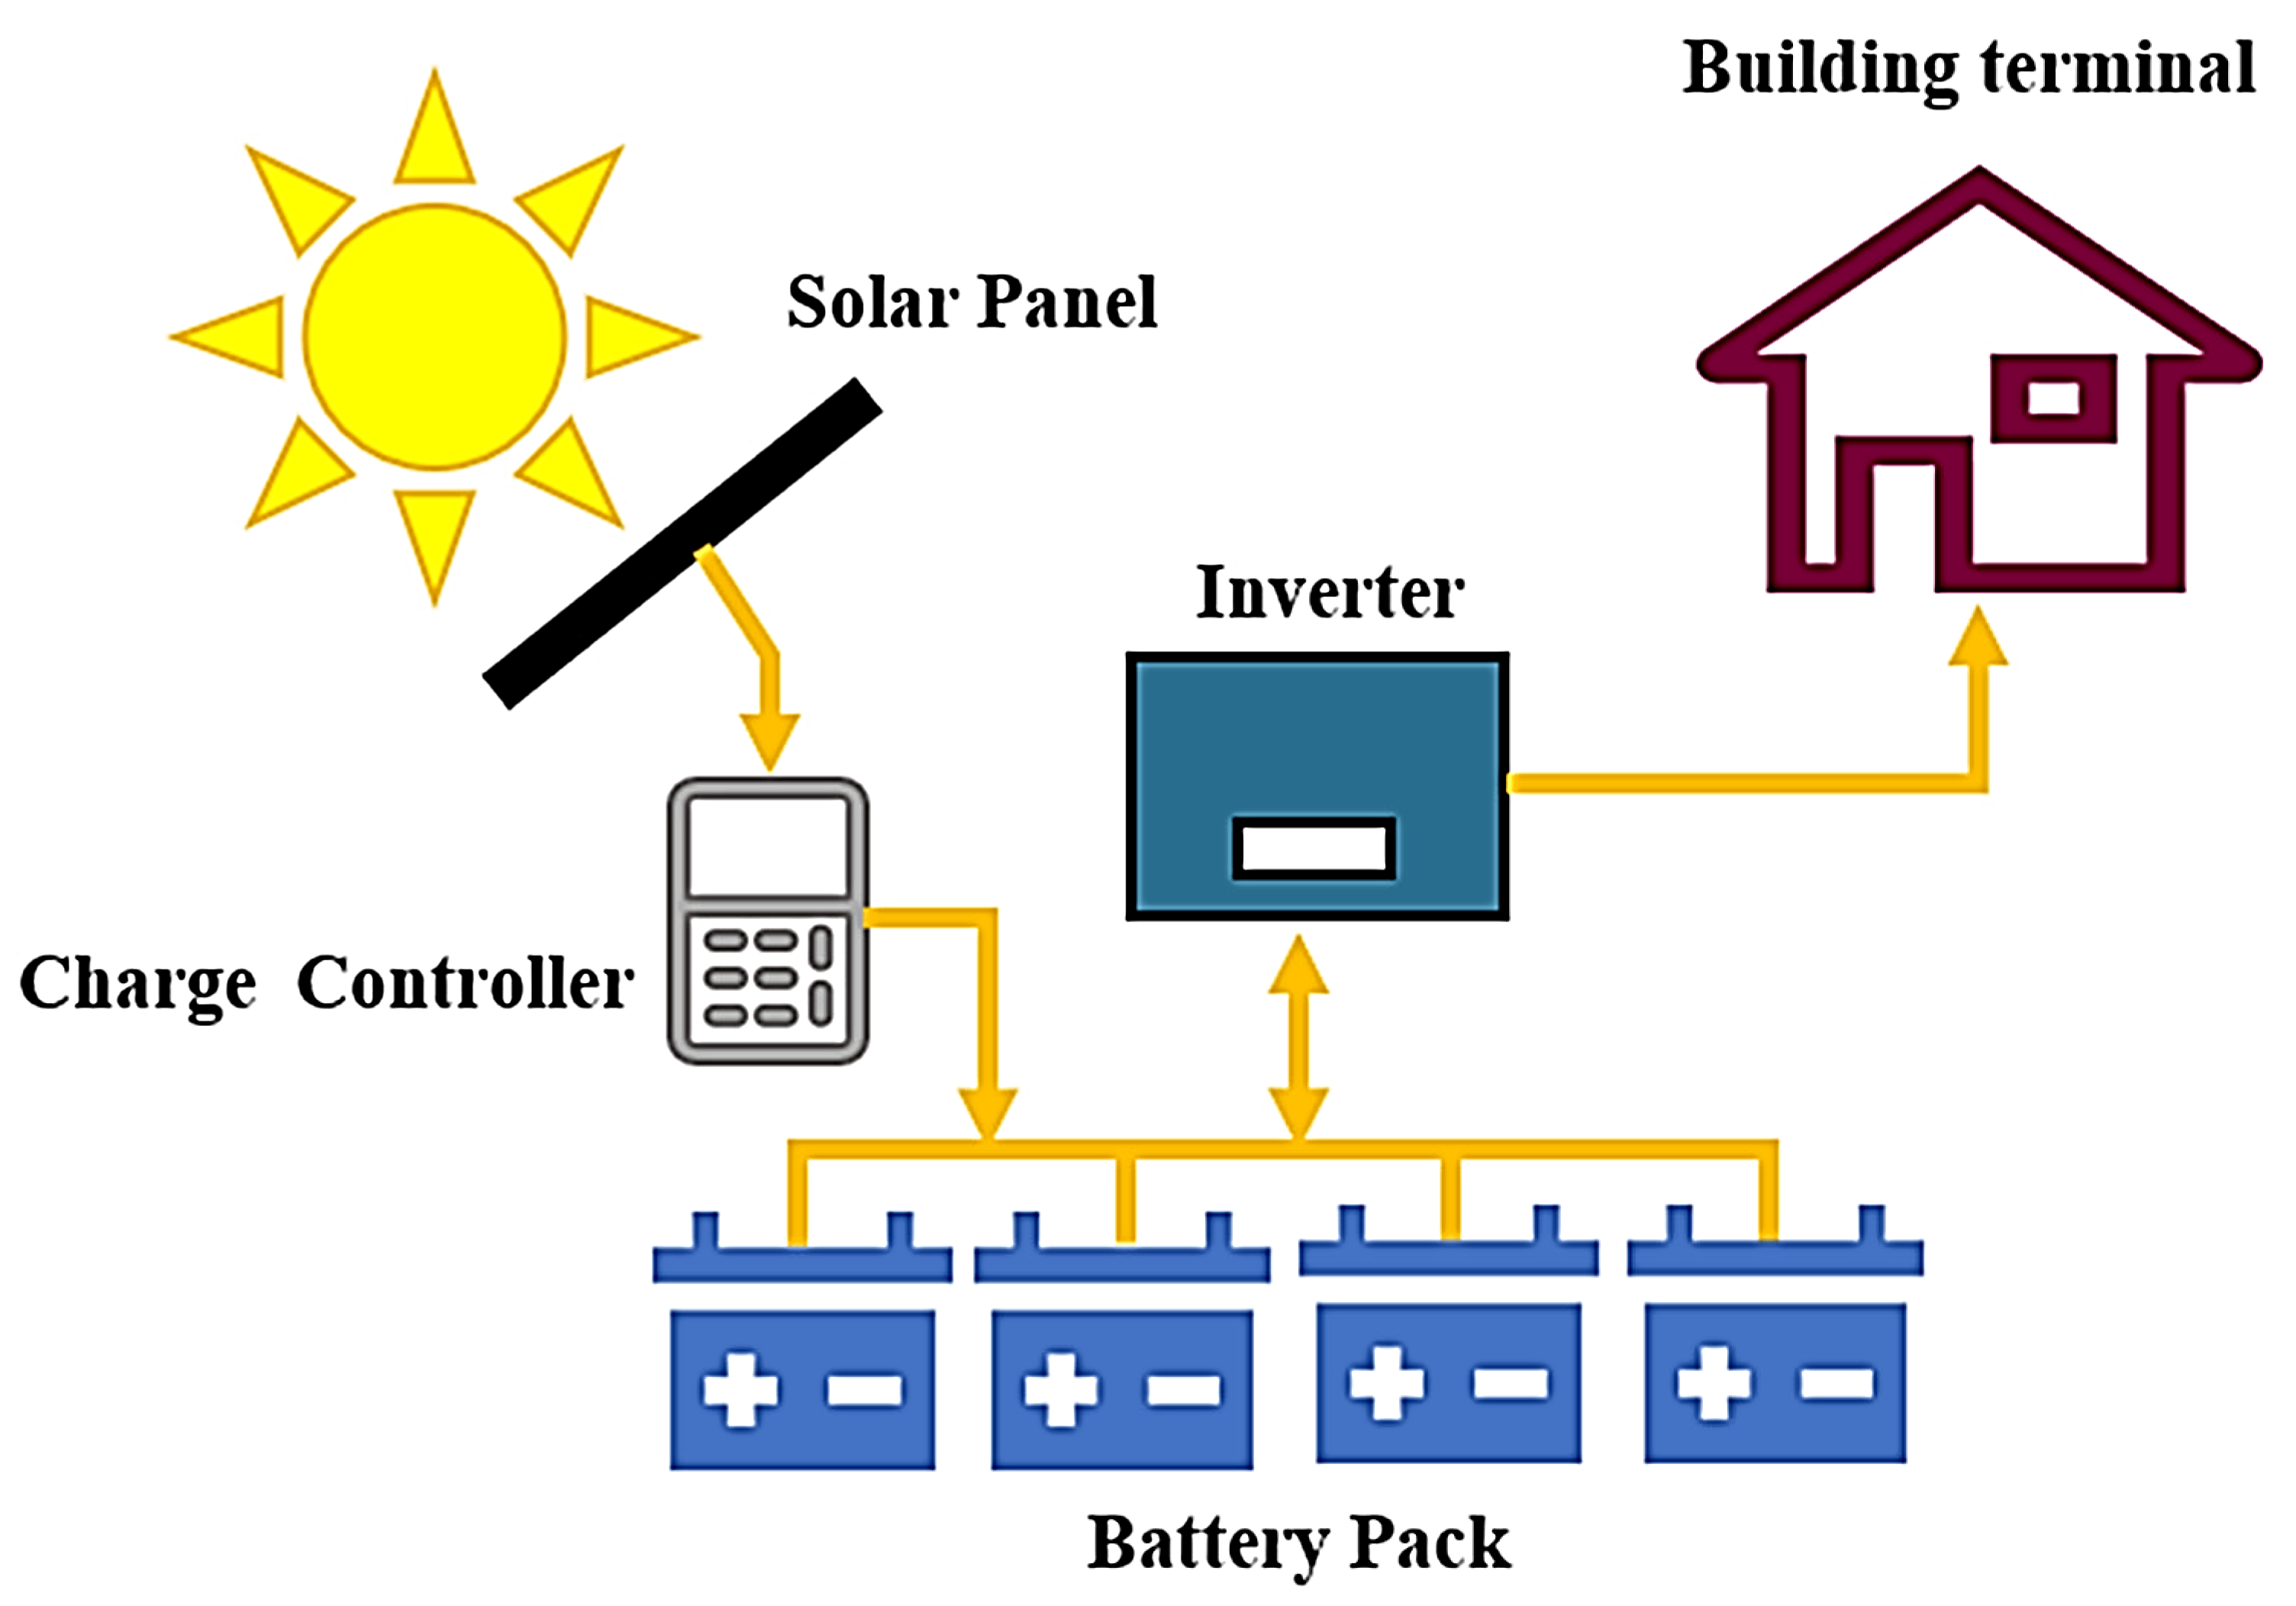 Building terminal
Solar Panel
Inverter
Charge Controller
Battery Pack